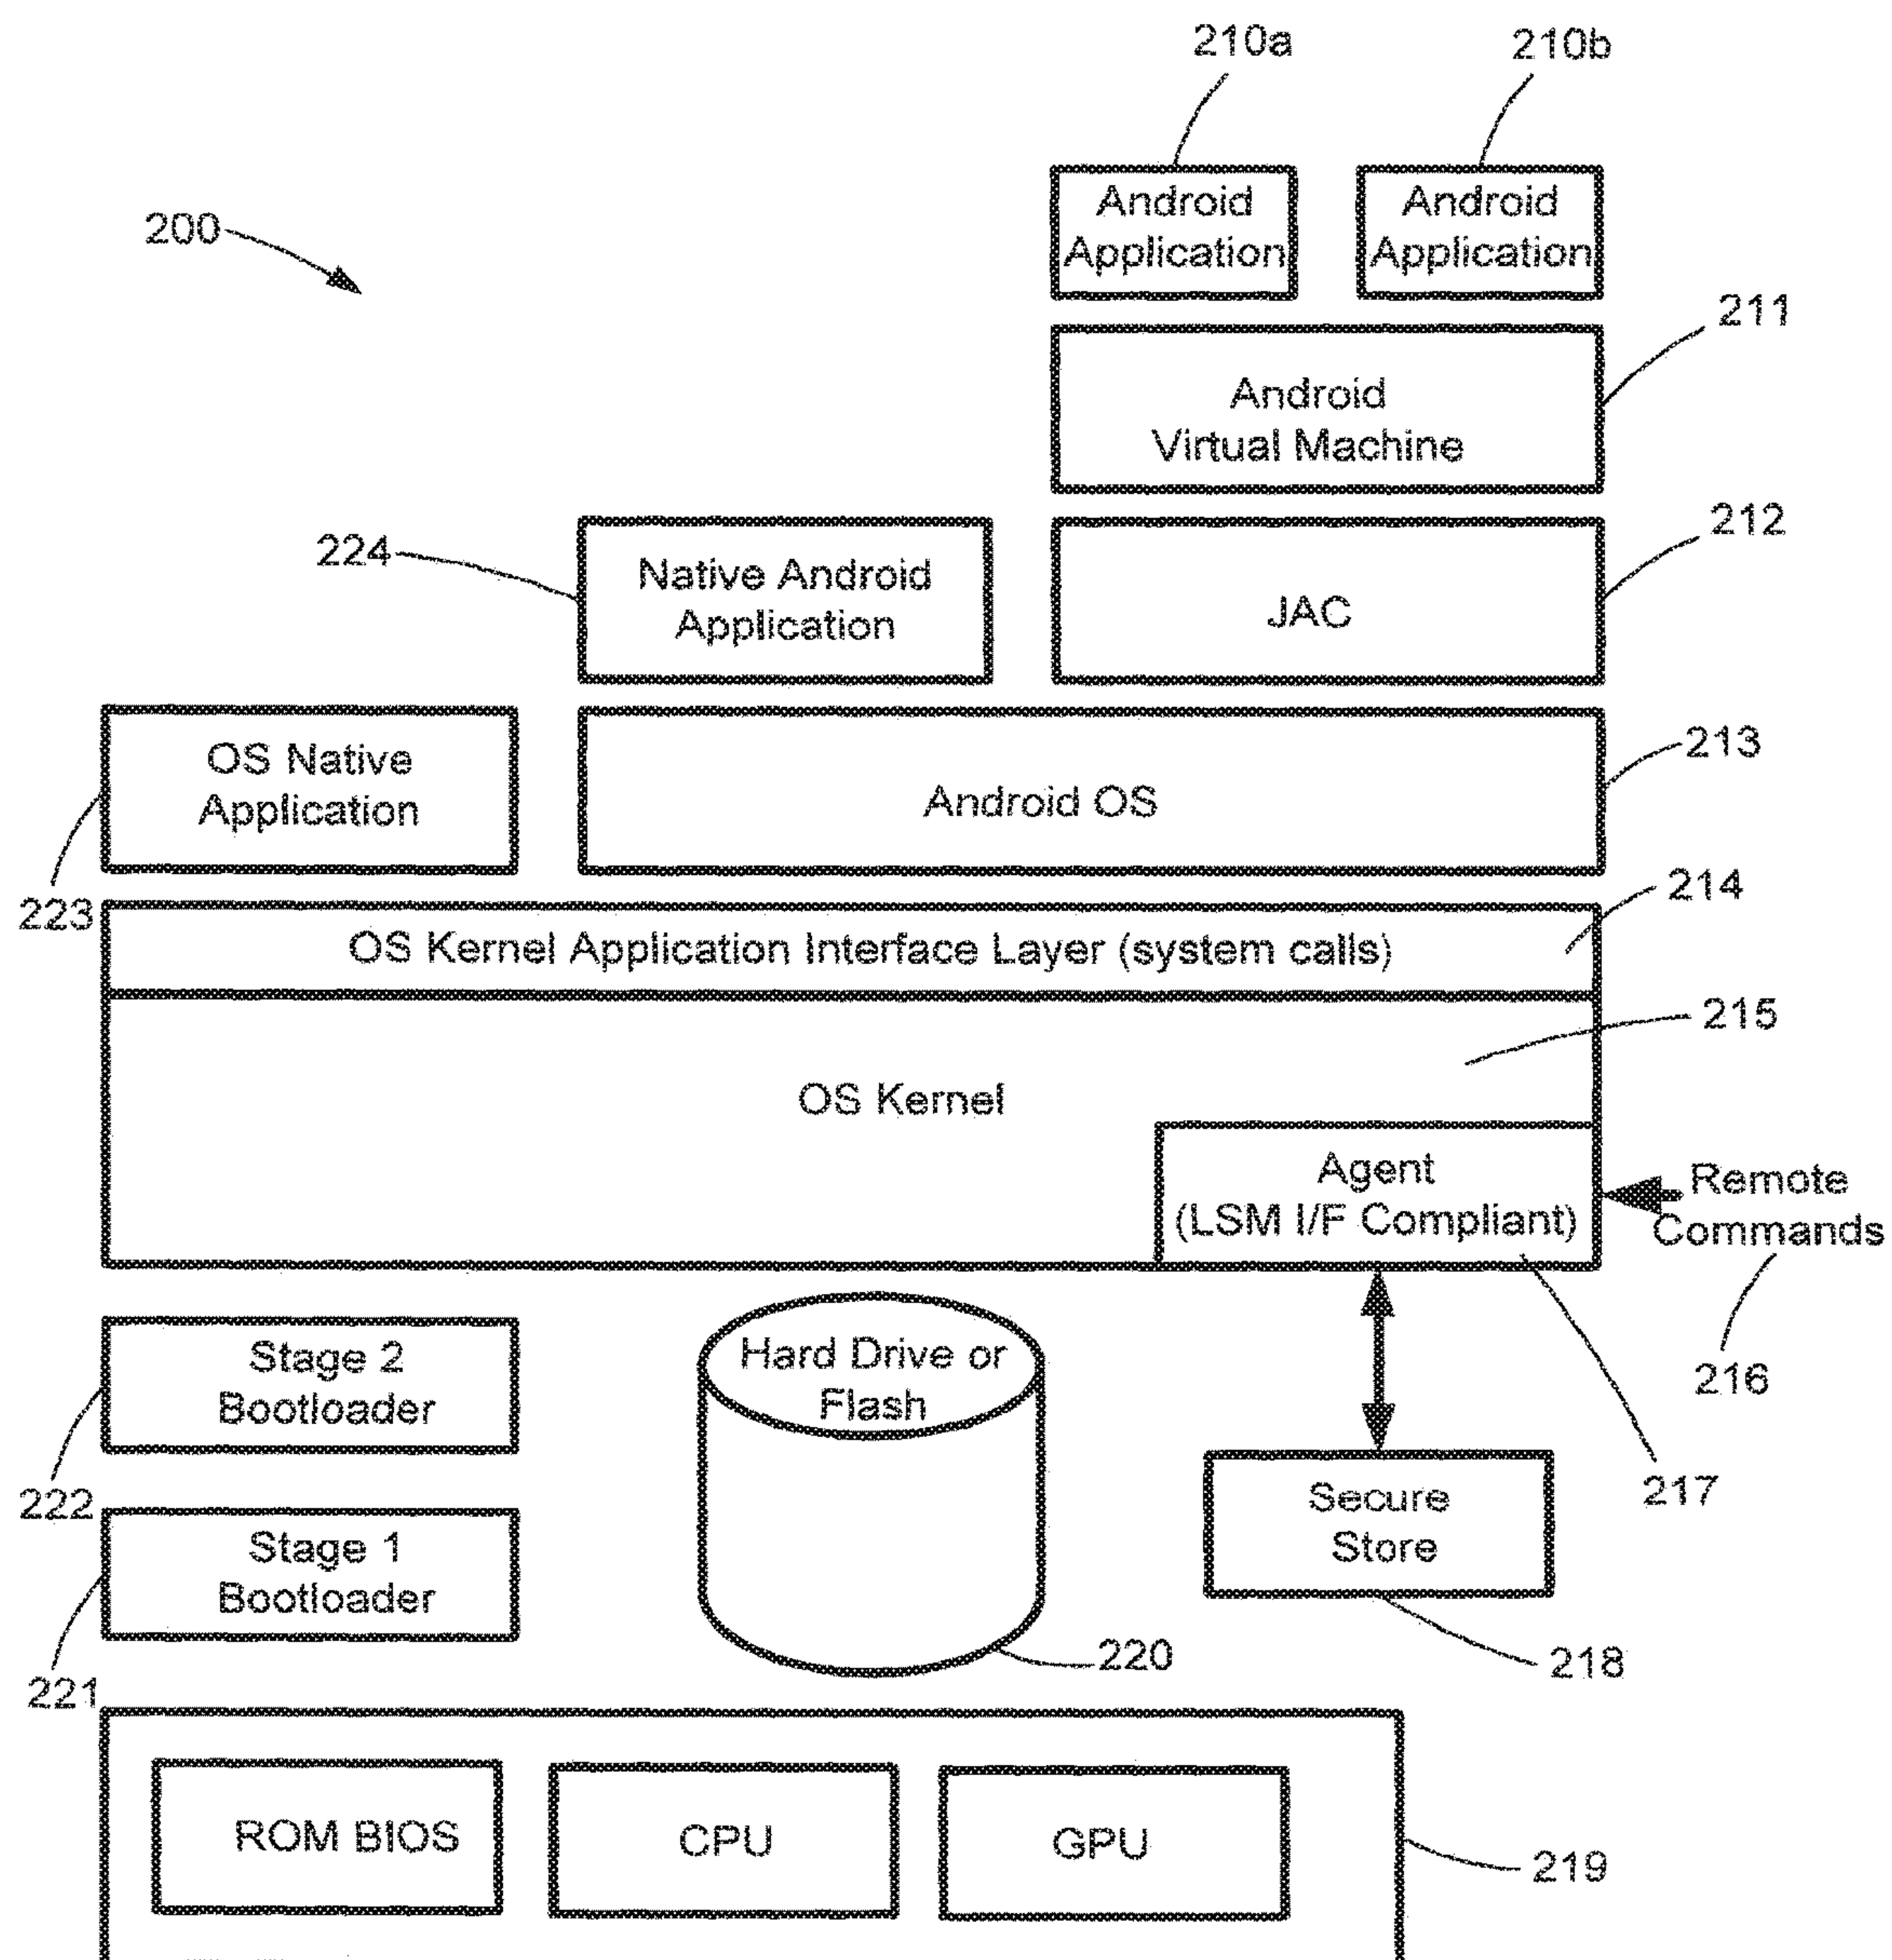 210a
210b
200
Android
Application
Android
Application
211
Android
Virtual Machine
212
224
Native Android
Application
JAC
213
OS Native
Application
Android OS
223
214
OS Kernel Application Interface Layer (system calls)
215
OS Kernel
Agent
(LSM I/F Compliant)
Remote
Commands
216
Stage 2
Bootloader
Hard Drive or
Flash
222
217
Secure
Store
Stage 1
Bootloader
220
218
221
ROM BIOS
CPU
GPU
219